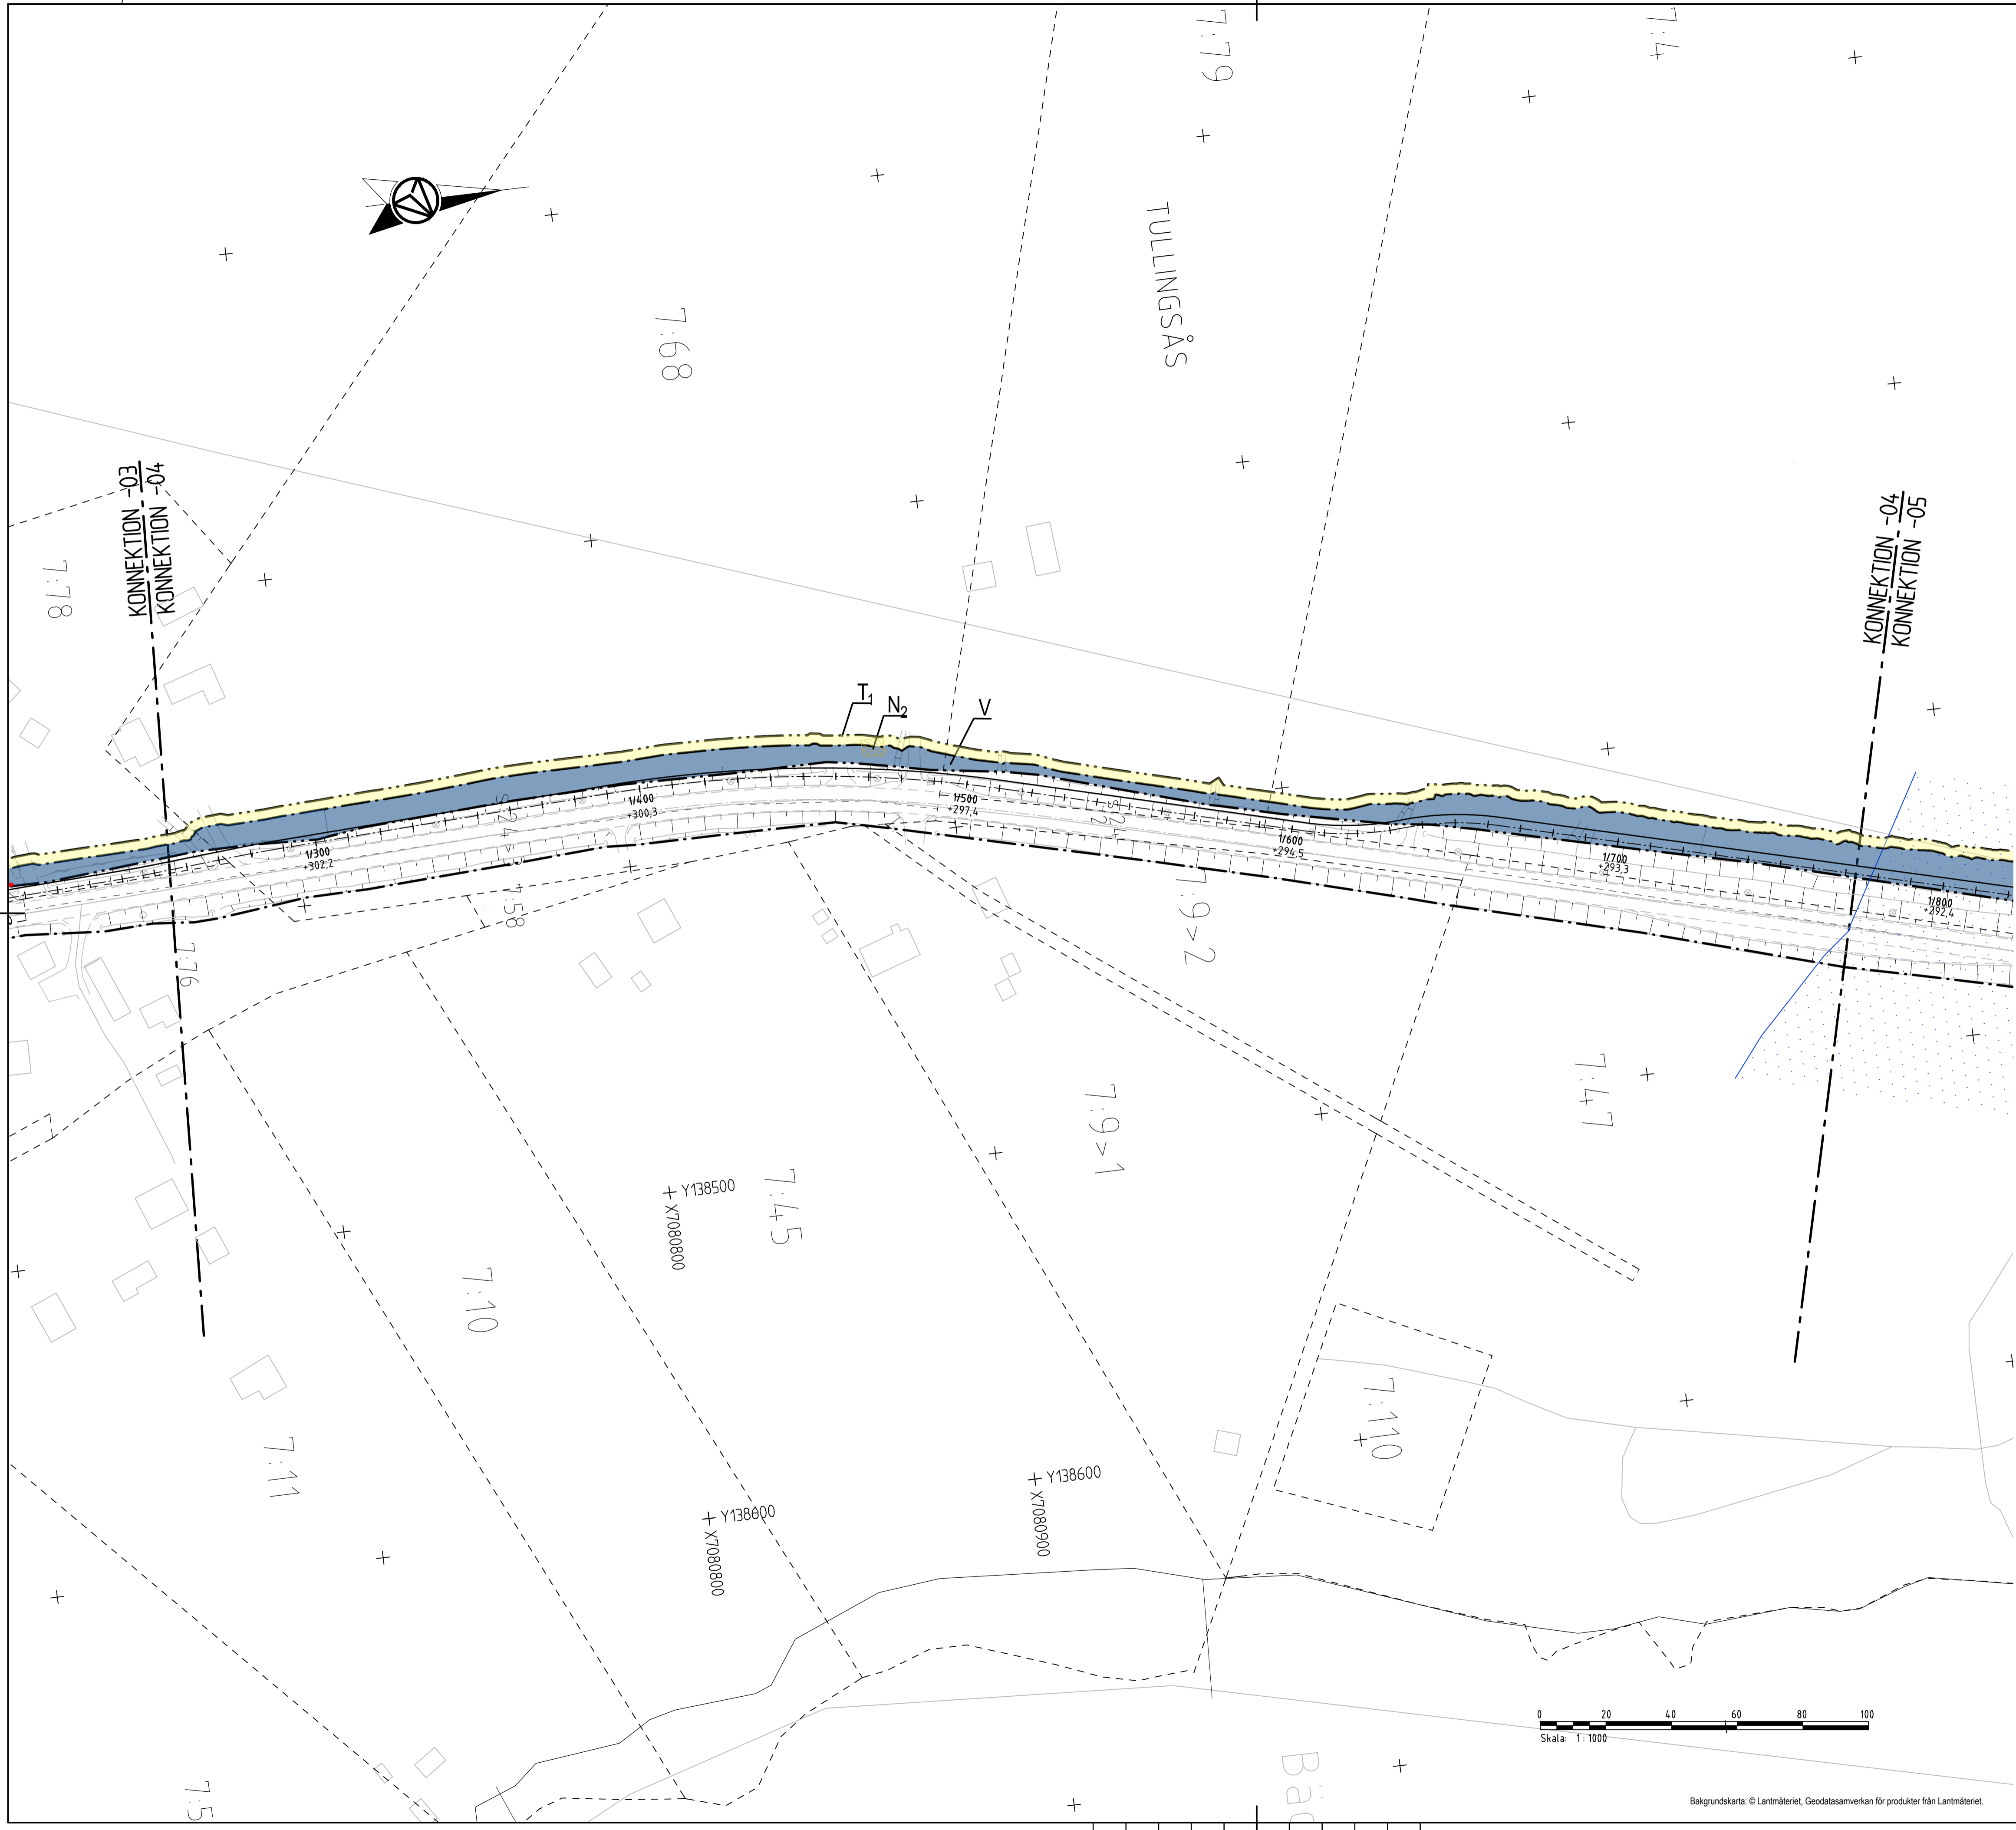 7:79
7:4
TULLINGSÅS
7:68
KONNEKTION -03
KONNEKTION -04
KONNEKTION -04
KONNEKTION -05
7:78
T1
N2
V
1/400
+300,3
1/500
+297,4
1/600
+294,5
1/300
+302,2
1/700
+293,3
1/800
+292,4
S:24>3
S:24
7:58
7:76
7:9>2
7:47
7:9>1
Y138500
X7080800
7:45
7:10
7:110
7:11
Y138600
X7080900
Y138600
X7080800
0 20 40 60 80 100
Skala: 1:1000
7:5
Bakgrundskarta: © Lantmäteriet, Geodatasamverkan för produkter från Lantmäteriet.